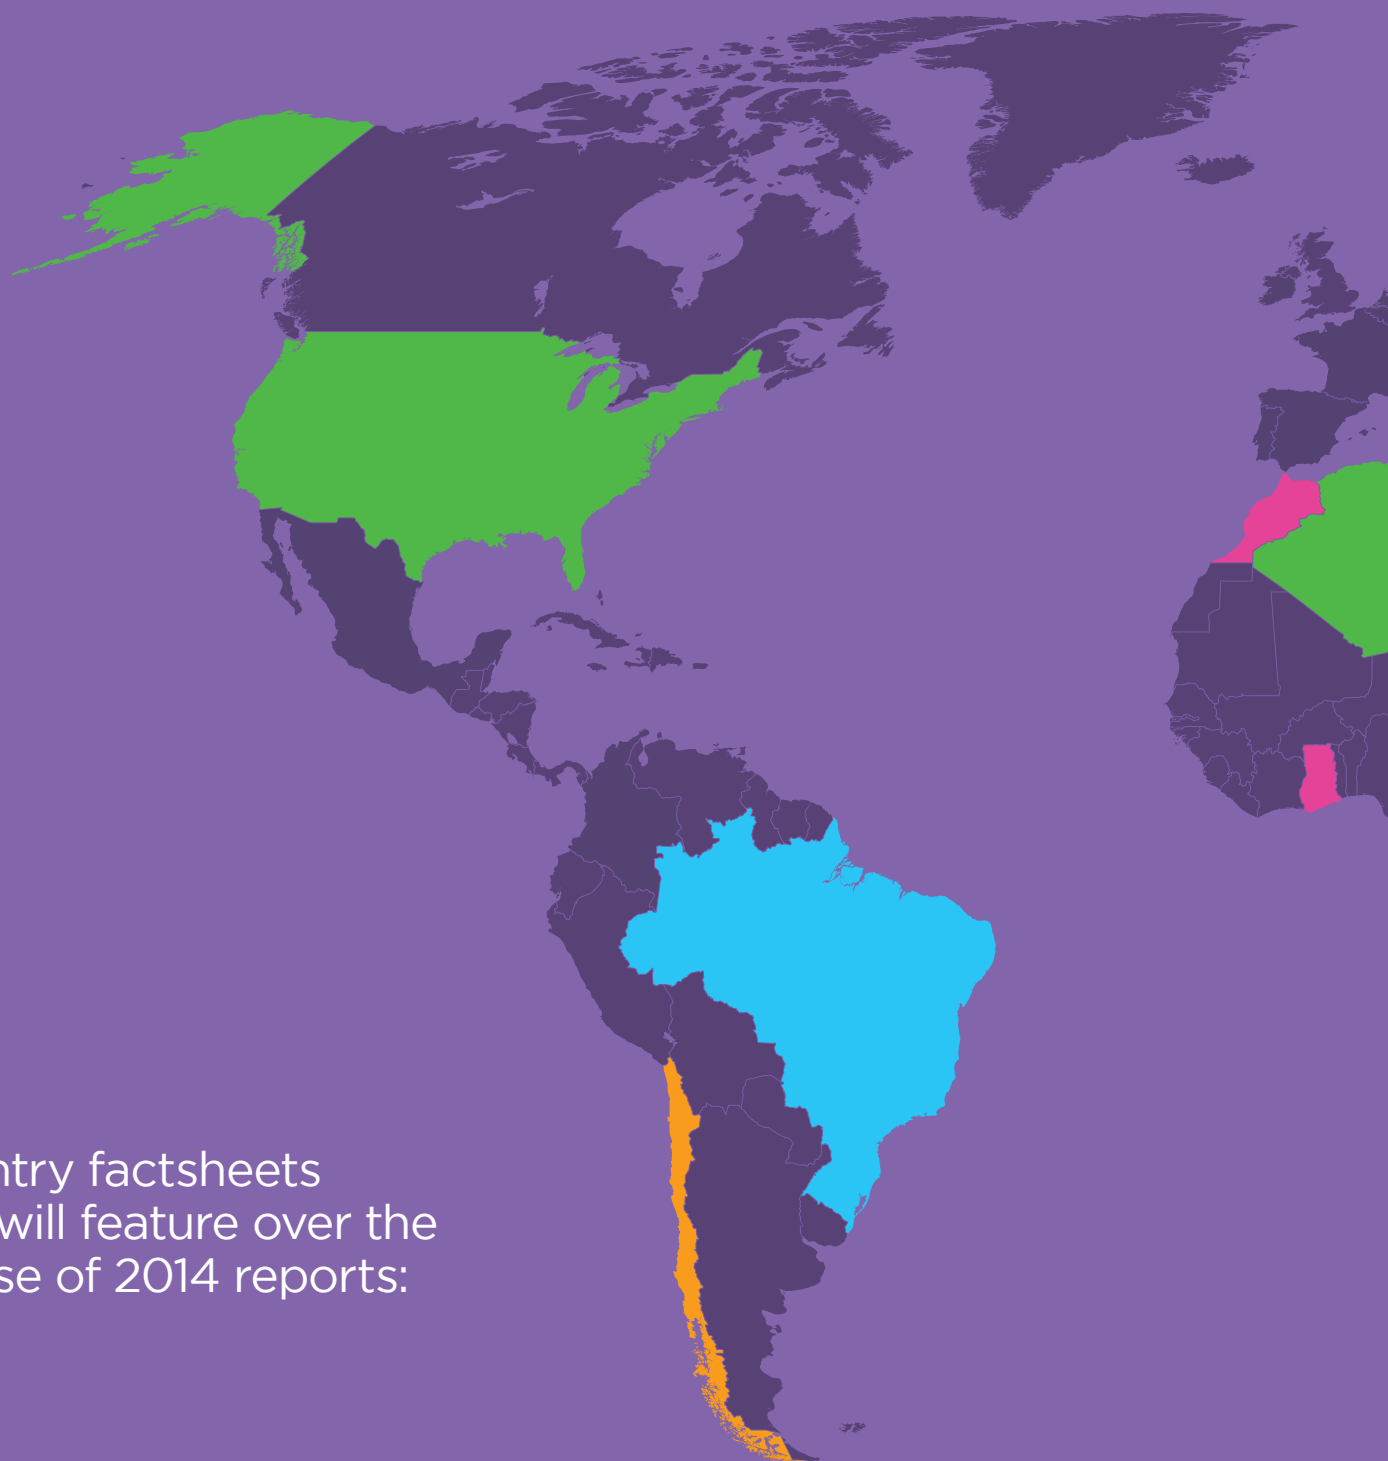 ntry factsheets
will feature over the
se of 2014 reports: